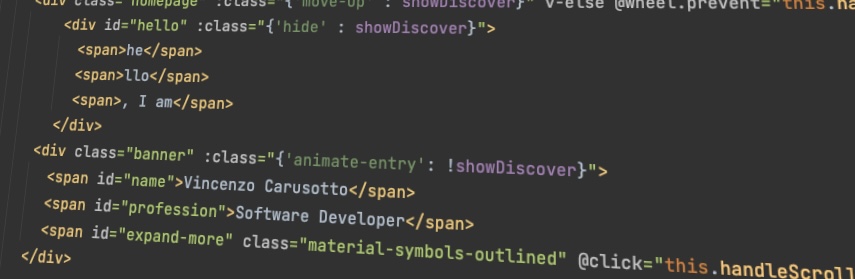 <div class="homepage" :class="{'move-up' : showDiscover}" v-else @wheel.prevent="this.ha
<div id="hello" :class="{'hide' : showDiscover}">
<span>he</span>
<span>llo</span>
<span>, I am</span>
</div>
<div class="banner" :class="{'animate-entry': !showDiscover}">
<span id="name">Vincenzo Carusotto</span>
<span id="profession">Software Developer</span>
<span id="expand-more" class="material-symbols-outlined" @click="this.handleScroll
</div>